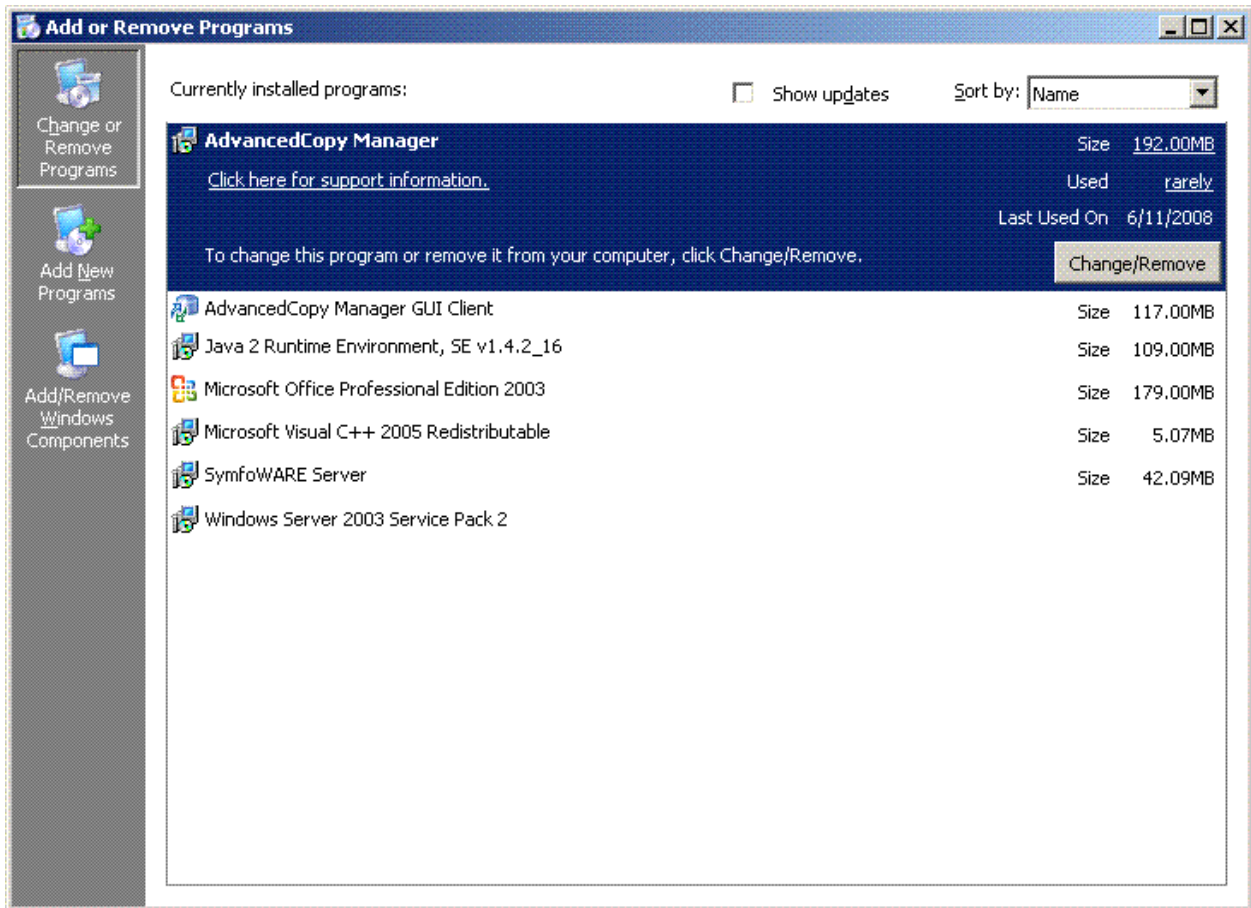 Add or Remove Programs
Change or
Remove
Programs
Add New
Programs
Add/Remove
Windows
Components
Currently installed programs:
Show updates
Sort by: Name
AdvancedCopy Manager Size 192.00MB
Click here for support information. Used rarely
Last Used On 6/11/2008
To change this program or remove it from your computer, click Change/Remove. Change/Remove
AdvancedCopy Manager GUI Client Size 117.00MB
Java 2 Runtime Environment, SE v1.4.2_16 Size 109.00MB
Microsoft Office Professional Edition 2003 Size 179.00MB
Microsoft Visual C++ 2005 Redistributable Size 5.07MB
SymfoWARE Server Size 42.09MB
Windows Server 2003 Service Pack 2